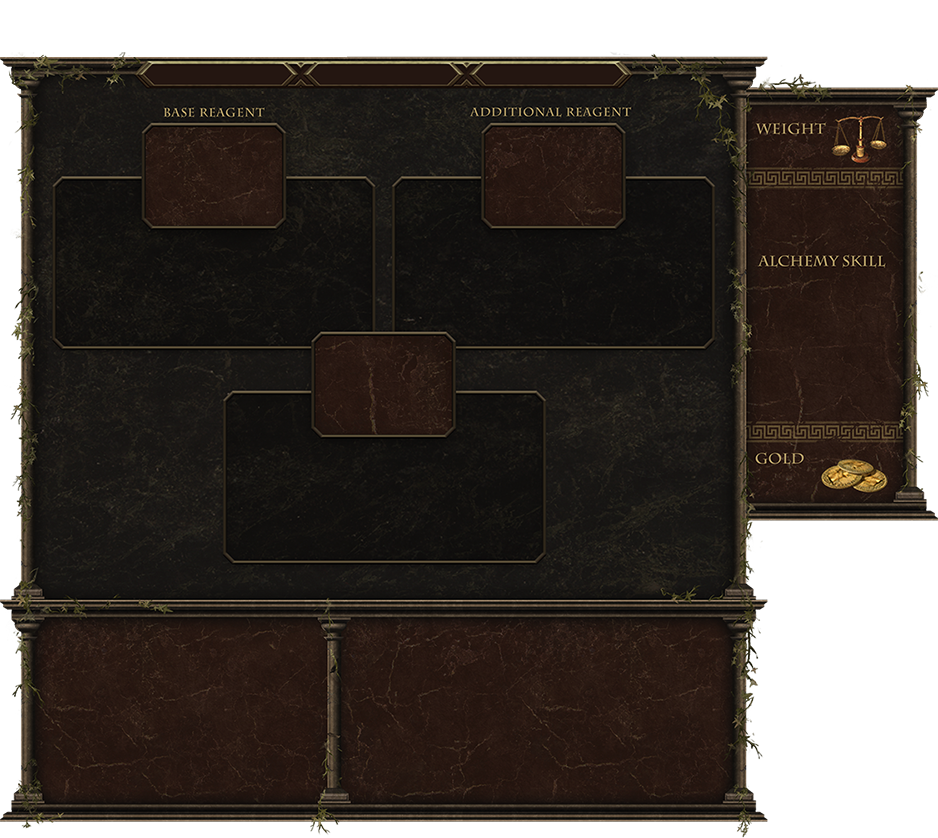 BASE REAGENT
ADDITIONAL REAGENT
WEIGHT
ALCHEMY SKILL
GOLD